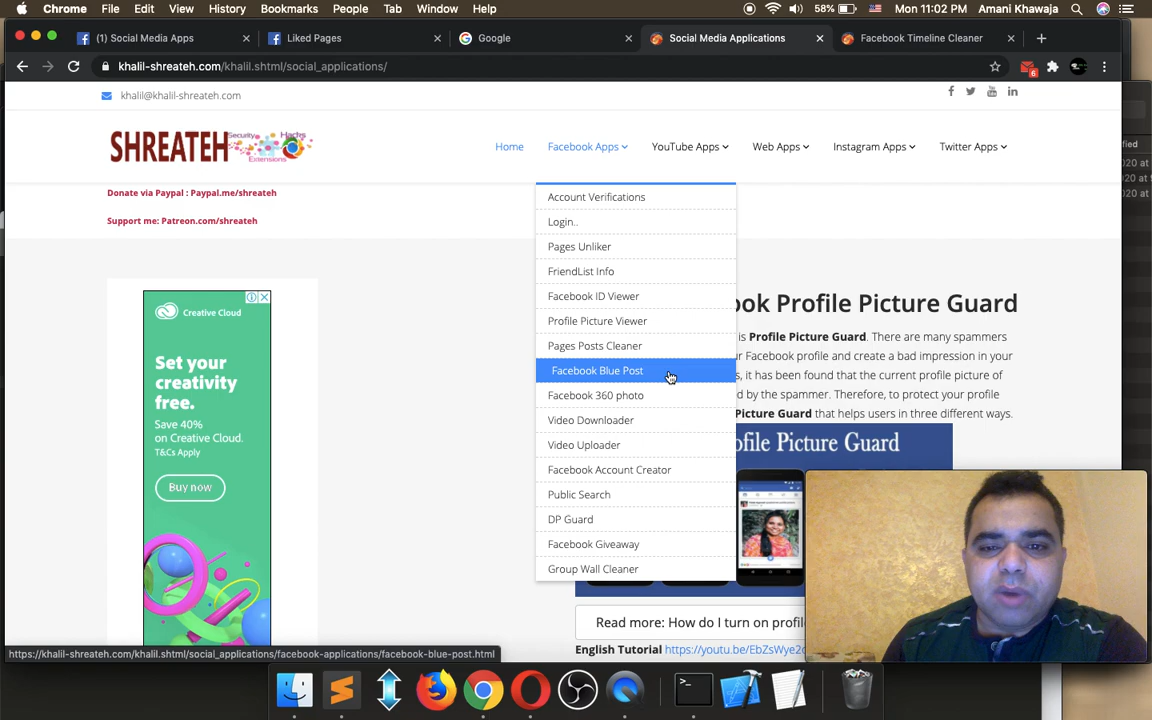 Chrome File Edit View History Bookmarks People Tab Window Help 58% Mon 11:02 PM Amani Khawaja
(1) Social Media Apps Liked Pages Google Social Media Applications Facebook Timeline Cleaner
khalil-shreateh.com/khalil.shtml/social_applications/ 6
khalil@khalil-shreateh.com
SHREATEH Security Hacks Extensions
Home Facebook Apps YouTube Apps Web Apps Instagram Apps Twitter Apps
Donate via Paypal : Paypal.me/shreateh
Support me: Patreon.com/shreateh
Account Verifications
Login..
Pages Unliker
FriendList Info
Facebook ID Viewer
Profile Picture Viewer
Pages Posts Cleaner
Facebook Blue Post
Facebook 360 photo
Video Downloader
Video Uploader
Facebook Account Creator
Public Search
DP Guard
Facebook Giveaway
Group Wall Cleaner
Creative Cloud
Set your
creativity
free.
Save 40%
on Creative Cloud.
T&Cs Apply
Buy now
ook Profile Picture Guard
is Profile Picture Guard. There are many spammers
ur Facebook profile and create a bad impression in your
s, it has been found that the current profile picture of
d by the spammer. Therefore, to protect your profile
Picture Guard that helps users in three different ways.
ofile Picture Guard
Read more: How do I turn on profil
English Tutorial https://youtu.be/EbZsWye2
https://khalil-shreateh.com/khalil.shtml/social_applications/facebook-applications/facebook-blue-post.html